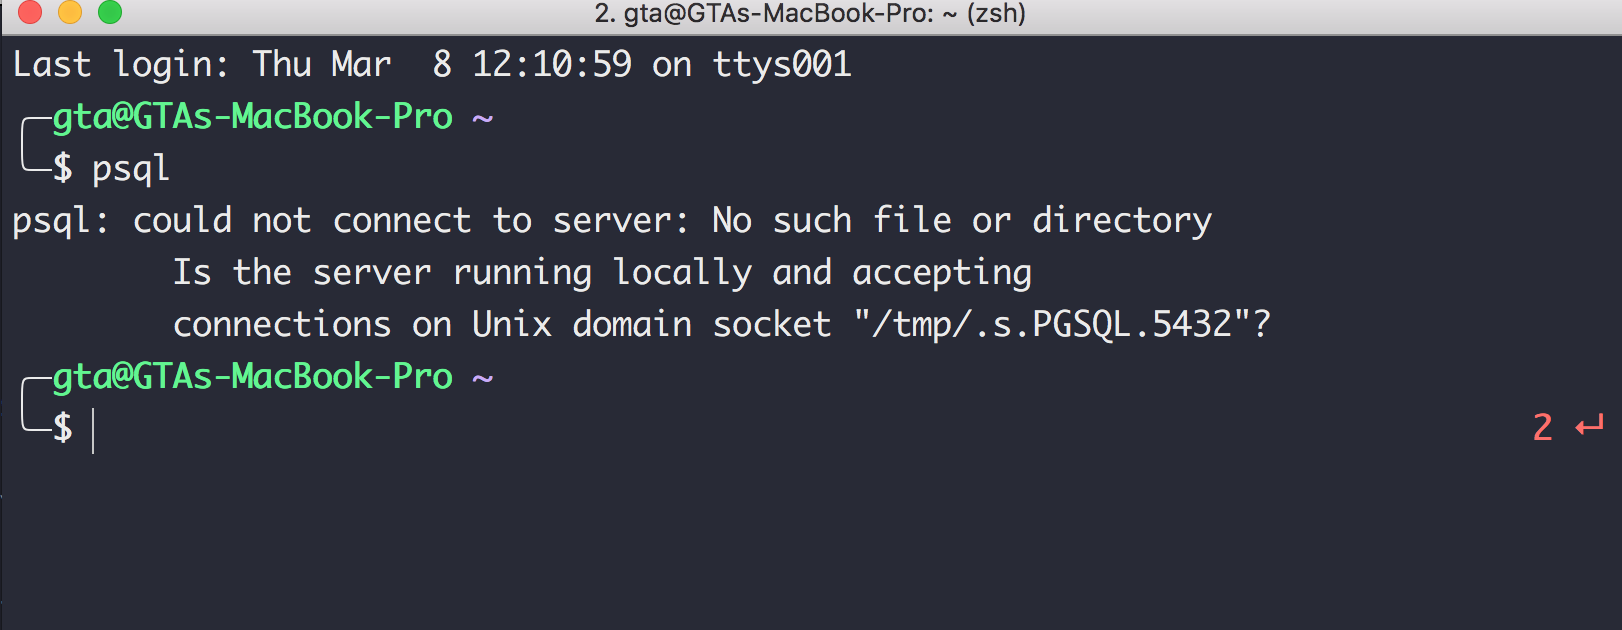 2. gta@GTAs-MacBook-Pro: ~ (zsh)
Last login: Thu Mar  8 12:10:59 on ttys001
╭─gta@GTAs-MacBook-Pro ~
╰─$ psql
psql: could not connect to server: No such file or directory
        Is the server running locally and accepting
        connections on Unix domain socket "/tmp/.s.PGSQL.5432"?
╭─gta@GTAs-MacBook-Pro ~
╰─$ 2 ↵